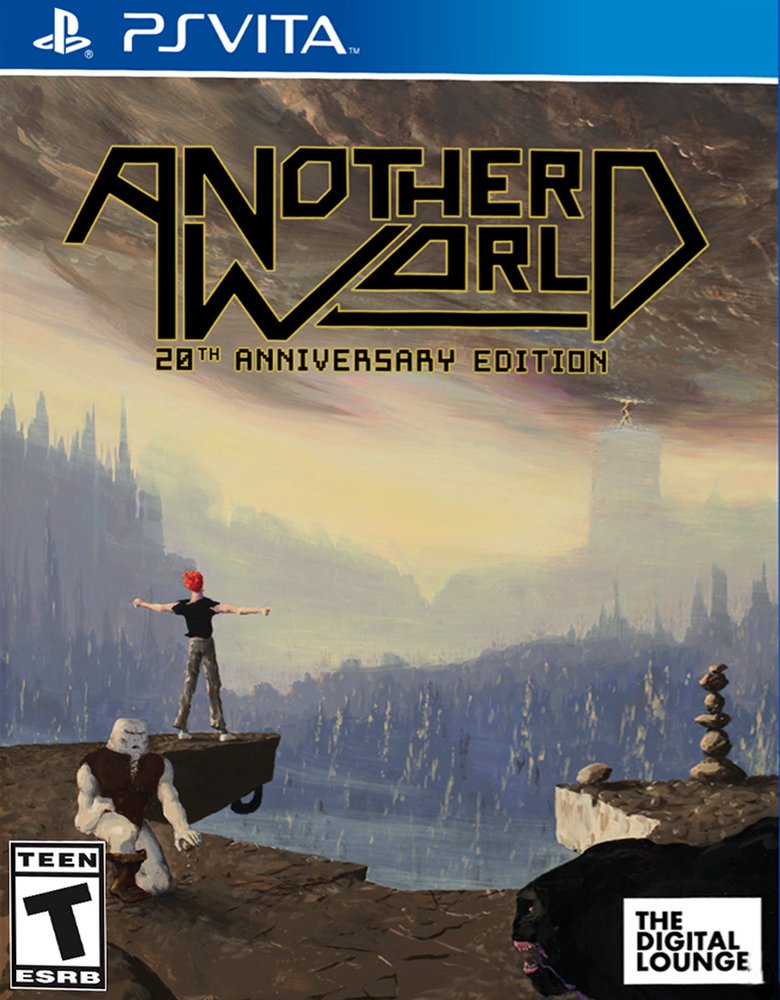 PSVITA
ANOTHER
WORLD
20TH ANNIVERSARY EDITION
TEEN
T
ESRB
THE
DIGITAL
LOUNGE